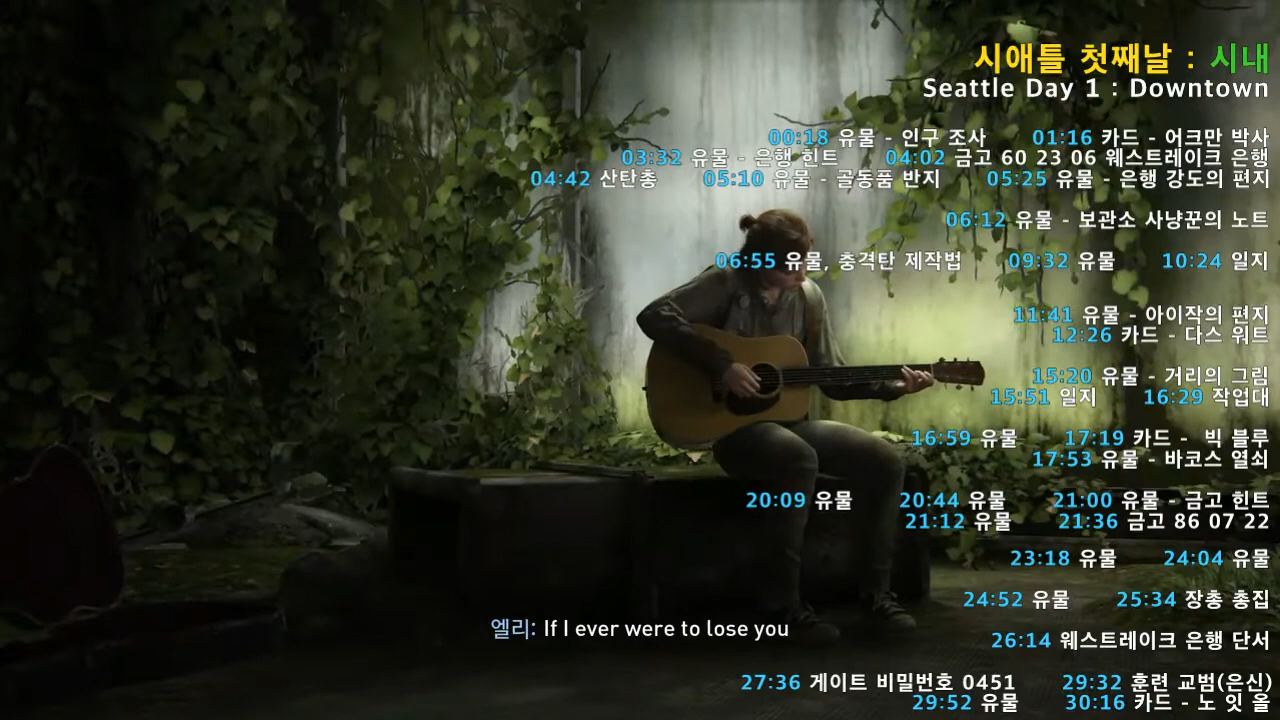 시애틀 첫째날 : 시내
Seattle Day 1 : Downtown
00:18 유물 - 인구 조사 01:16 카드 - 어크만 박사
03:32 유물 - 은행 힌트 04:02 금고 60 23 06 웨스트레이크 은행
04:42 산탄총 05:10 유물 - 골동품 반지 05:25 유물 - 은행 강도의 편지
06:12 유물 - 보관소 사냥꾼의 노트
06:55 유물, 충격탄 제작법 09:32 유물 10:24 일지
11:41 유물 - 아이작의 편지
12:26 카드 - 다스 워트
15:20 유물 - 거리의 그림
15:51 일지 16:29 작업대
16:59 유물 17:19 카드 - 빅 블루
17:53 유물 - 바코스 열쇠
20:09 유물 20:44 유물 21:00 유물 - 금고 힌트
21:12 유물 21:36 금고 86 07 22
23:18 유물 24:04 유물
24:52 유물 25:34 장총 총집
엘리: If I ever were to lose you
26:14 웨스트레이크 은행 단서
27:36 게이트 비밀번호 0451 29:32 훈련 교범(은신)
29:52 유물 30:16 카드 - 노 잇 올